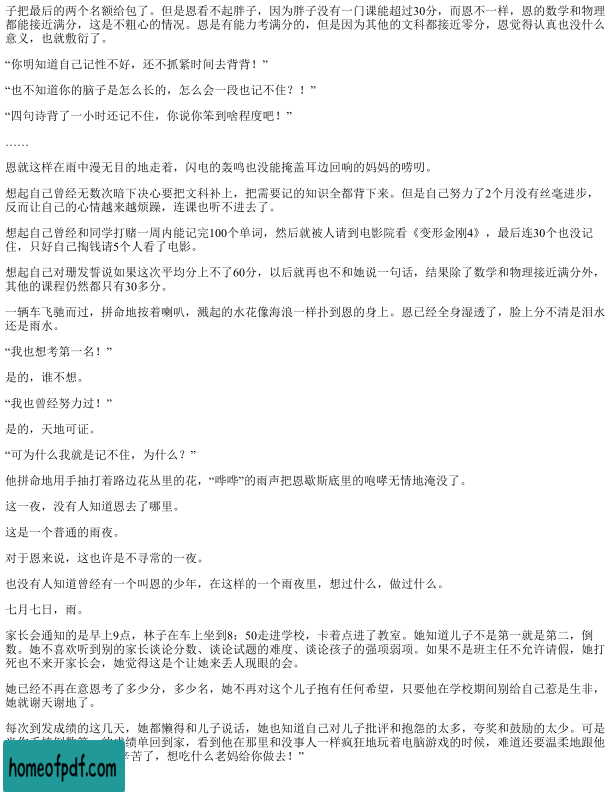 子把最后的两个名额给包了。但是恩看不起胖子，因为胖子没有一门课能超过30分，而恩不一样，恩的数学和物理
都能接近满分，这是不粗心的情况。恩是有能力考满分的，但是因为其他的文科都接近零分，恩觉得认真也没什么
意义，也就敷衍了。
“你明知道自己记性不好，还不抓紧时间去背背！”
“也不知道你的脑子是怎么长的，怎么会一段也记不住？！”
“四句诗背了一小时还记不住，你说你笨到啥程度吧！”
……
恩就这样在雨中漫无目的地走着，闪电的轰鸣也没能掩盖耳边回响的妈妈的唠叨。
想起自己曾经无数次暗下决心要把文科补上，把需要记的知识全都背下来。但是自己努力了2个月没有丝毫进步，
反而让自己的心情越来越烦躁，连课也听不进去了。
想起自己曾经和同学打赌一周内能记完100个单词，然后就被人请到电影院看《变形金刚4》，最后连30个也没记
住，只好自己掏钱请5个人看了电影。
想起自己对珊发誓说如果这次平均分上不了60分，以后就再也不和她说一句话，结果除了数学和物理接近满分外，
其他的课程仍然都只有30多分。
一辆车飞驰而过，拼命地按着喇叭，溅起的水花像海浪一样扑到恩的身上。恩已经全身湿透了，脸上分不清是泪水
还是雨水。
“我也想考第一名！”
是的，谁不想。
“我也曾经努力过！”
是的，天地可证。
“可为什么我就是记不住，为什么？”
他拼命地用手抽打着路边花丛里的花，“哗哗”的雨声把恩歇斯底里的咆哮无情地淹没了。
这一夜，没有人知道恩去了哪里。
这是一个普通的雨夜。
对于恩来说，这也许是不寻常的一夜。
也没有人知道曾经有一个叫恩的少年，在这样的一个雨夜里，想过什么，做过什么。
七月七日，雨。
家长会通知的是早上9点，林子在车上坐到8：50走进学校，卡着点进了教室。她知道儿子不是第一就是第二，倒
数。她不喜欢听到别的家长谈论分数、谈论试题的难度、谈论孩子的强项弱项。如果不是班主任不允许请假，她打
死也不来开家长会，她觉得这是个让她来丢人现眼的会。
她已经不再在意恩考了多少分，多少名，她不再对这个儿子抱有任何希望，只要他在学校期间别给自己惹是生非，
她就谢天谢地了。
每次到发成绩的这几天，她都懒得和儿子说话，她也知道自己对儿子批评和抱怨的太多，夸奖和鼓励的太少。可是
成绩单回到家，看到他在那里和没事人一样疯狂地玩着电脑游戏的时候，难道还要温柔地跟他
辛苦了，想吃什么老妈给你做去！”
homeofpdf.com